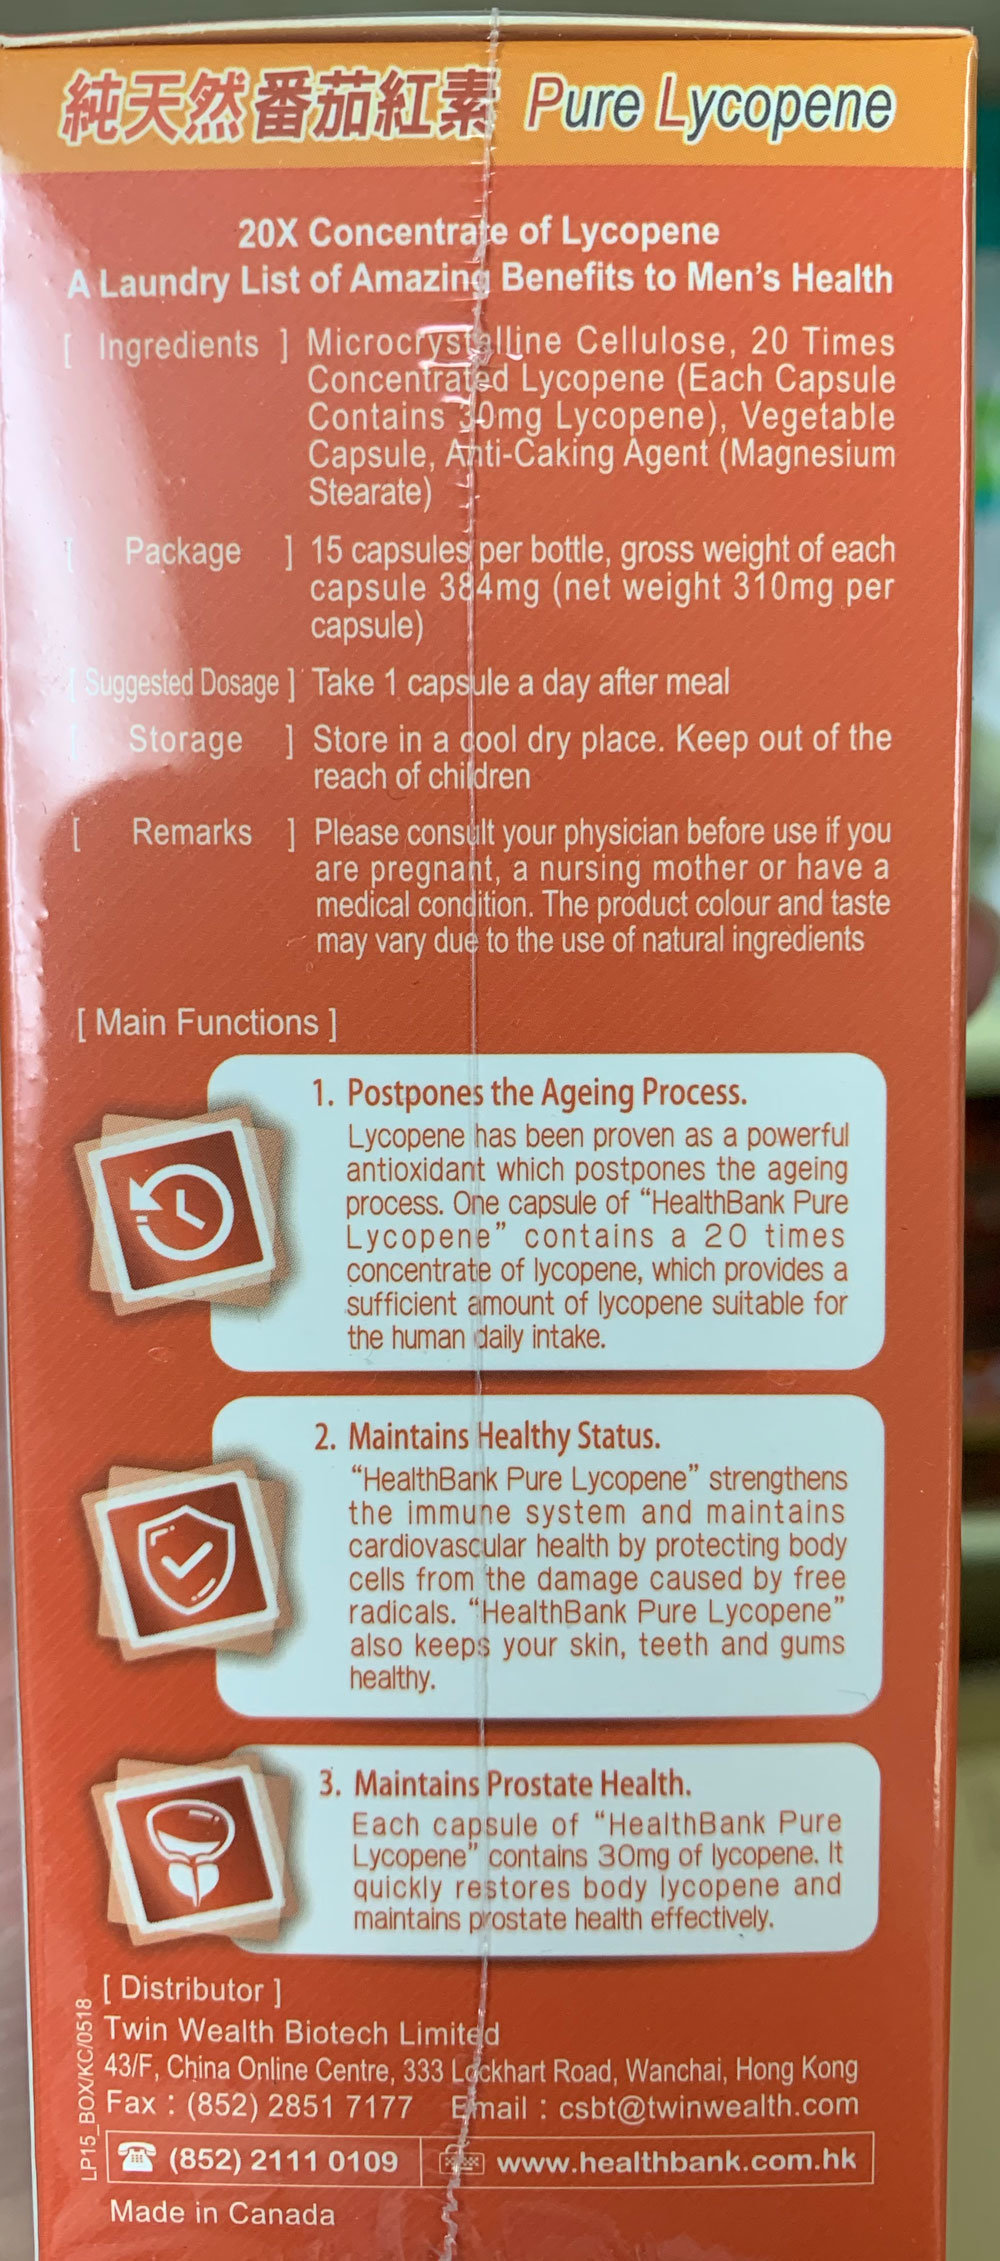 純天然番茄紅素 Pure Lycopene
20X Concentrate of Lycopene
A Laundry List of Amazing Benefits to Men's Health
[ Ingredients ] Microcrystalline Cellulose, 20 Times
Concentrated Lycopene (Each Capsule
Contains 30mg Lycopene), Vegetable
Capsule, Anti-Caking Agent (Magnesium
Stearate)
[ Package ] 15 capsules per bottle, gross weight of each
capsule 384mg (net weight 310mg per
capsule)
[ Suggested Dosage ] Take 1 capsule a day after meal
[ Storage ] Store in a cool dry place. Keep out of the
reach of children
[ Remarks ] Please consult your physician before use if you
are pregnant, a nursing mother or have a
medical condition. The product colour and taste
may vary due to the use of natural ingredients
[ Main Functions ]
1. Postpones the Ageing Process.
Lycopene has been proven as a powerful
antioxidant which postpones the ageing
process. One capsule of “HealthBank Pure
Lycopene” contains a 20 times
concentrate of lycopene, which provides a
sufficient amount of lycopene suitable for
the human daily intake.
2. Maintains Healthy Status.
“HealthBank Pure Lycopene” strengthens
the immune system and maintains
cardiovascular health by protecting body
cells from the damage caused by free
radicals. “HealthBank Pure Lycopene”
also keeps your skin, teeth and gums
healthy.
3. Maintains Prostate Health.
Each capsule of “HealthBank Pure
Lycopene” contains 30mg of lycopene. It
quickly restores body lycopene and
maintains prostate health effectively.
[ Distributor ]
Twin Wealth Biotech Limited
43/F, China Online Centre, 333 Lockhart Road, Wanchai, Hong Kong
Fax : (852) 2851 7177 Email : csbt@twinwealth.com
(852) 2111 0109 www.healthbank.com.hk
Made in Canada
LP15_BOX/KC/0518